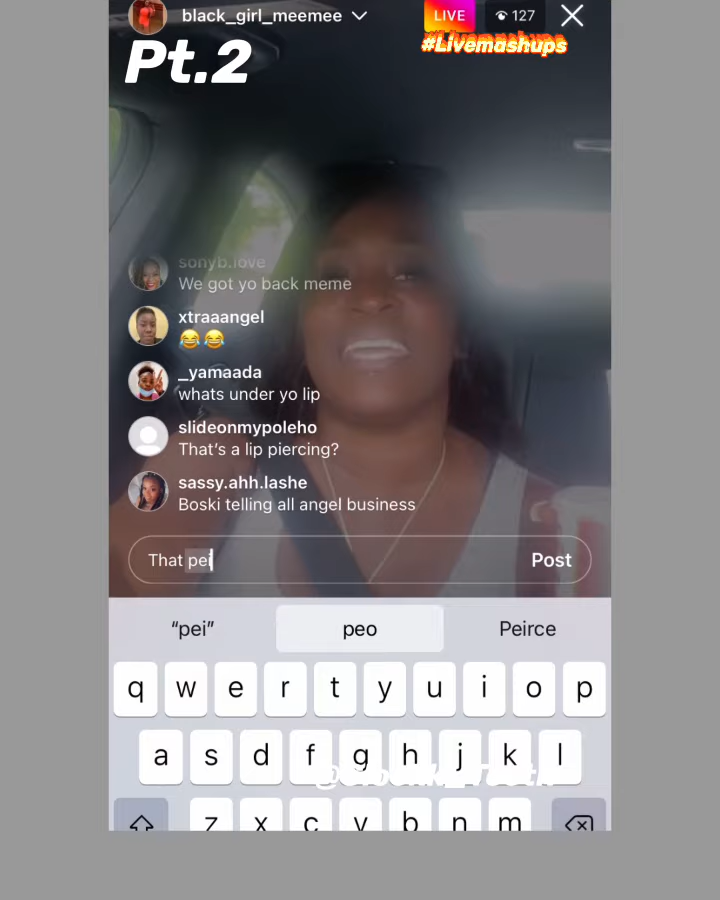 black_girl_meemee
LIVE
127
#Livemashups
Pt.2
sonyb.love
We got yo back meme
xtraaangel
😂😂
_yamaada
whats under yo lip
slideonmypoleho
That's a lip piercing?
sassy.ahh.lashe
Boski telling all angel business
That pei
Post
“pei”
peo
Peirce
q w e r t y u i o p
a s d f g h j k l
z x c v b n m